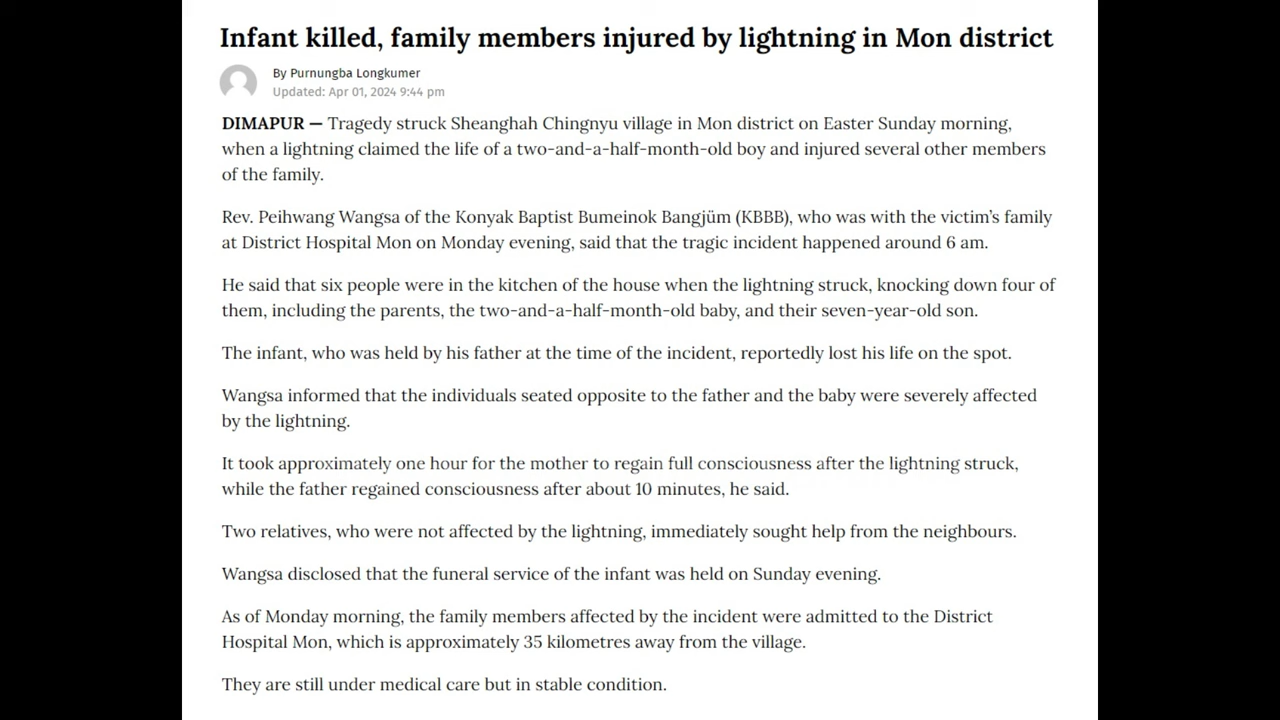 Infant killed, family members injured by lightning in Mon district
By Purnungba Longkumer
Updated: Apr 01, 2024 9:44 pm
DIMAPUR — Tragedy struck Sheanghah Chingnyu village in Mon district on Easter Sunday morning,
when a lightning claimed the life of a two-and-a-half-month-old boy and injured several other members
of the family.
Rev. Peihwang Wangsa of the Konyak Baptist Bumeinok Bangjüm (KBBB), who was with the victim's family
at District Hospital Mon on Monday evening, said that the tragic incident happened around 6 am.
He said that six people were in the kitchen of the house when the lightning struck, knocking down four of
them, including the parents, the two-and-a-half-month-old baby, and their seven-year-old son.
The infant, who was held by his father at the time of the incident, reportedly lost his life on the spot.
Wangsa informed that the individuals seated opposite to the father and the baby were severely affected
by the lightning.
It took approximately one hour for the mother to regain full consciousness after the lightning struck,
while the father regained consciousness after about 10 minutes, he said.
Two relatives, who were not affected by the lightning, immediately sought help from the neighbours.
Wangsa disclosed that the funeral service of the infant was held on Sunday evening.
As of Monday morning, the family members affected by the incident were admitted to the District
Hospital Mon, which is approximately 35 kilometres away from the village.
They are still under medical care but in stable condition.